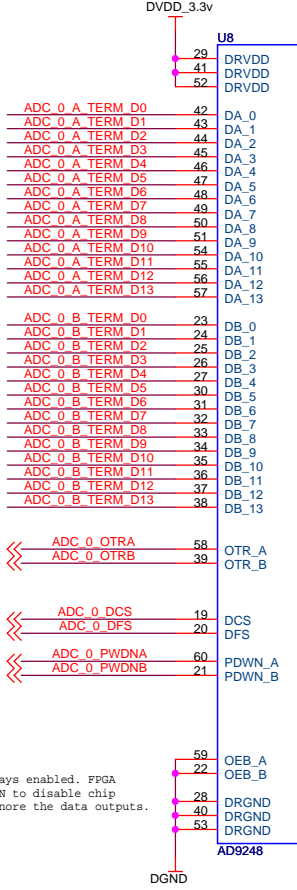 DVDD_3.3v
U8
29 DRVDD
41 DRVDD
52 DRVDD
ADC_0_A_TERM_D0 42 DA_0
ADC_0_A_TERM_D1 43 DA_1
ADC_0_A_TERM_D2 44 DA_2
ADC_0_A_TERM_D3 45 DA_3
ADC_0_A_TERM_D4 46 DA_4
ADC_0_A_TERM_D5 47 DA_5
ADC_0_A_TERM_D6 48 DA_6
ADC_0_A_TERM_D7 49 DA_7
ADC_0_A_TERM_D8 50 DA_8
ADC_0_A_TERM_D9 51 DA_9
ADC_0_A_TERM_D10 54 DA_10
ADC_0_A_TERM_D11 55 DA_11
ADC_0_A_TERM_D12 56 DA_12
ADC_0_A_TERM_D13 57 DA_13
ADC_0_B_TERM_D0 23 DB_0
ADC_0_B_TERM_D1 24 DB_1
ADC_0_B_TERM_D2 25 DB_2
ADC_0_B_TERM_D3 26 DB_3
ADC_0_B_TERM_D4 27 DB_4
ADC_0_B_TERM_D5 30 DB_5
ADC_0_B_TERM_D6 31 DB_6
ADC_0_B_TERM_D7 32 DB_7
ADC_0_B_TERM_D8 33 DB_8
ADC_0_B_TERM_D9 34 DB_9
ADC_0_B_TERM_D10 35 DB_10
ADC_0_B_TERM_D11 36 DB_11
ADC_0_B_TERM_D12 37 DB_12
ADC_0_B_TERM_D13 38 DB_13
ADC_0_OTRA 58 OTR_A
ADC_0_OTRB 39 OTR_B
ADC_0_DCS 19 DCS
ADC_0_DFS 20 DFS
ADC_0_PWDNA 60 PDWN_A
ADC_0_PWDNB 21 PDWN_B
59 OEB_A
22 OEB_B
ays enabled. FPGA
N to disable chip
nore the data outputs.
28 DRGND
40 DRGND
53 DRGND
AD9248
DGND